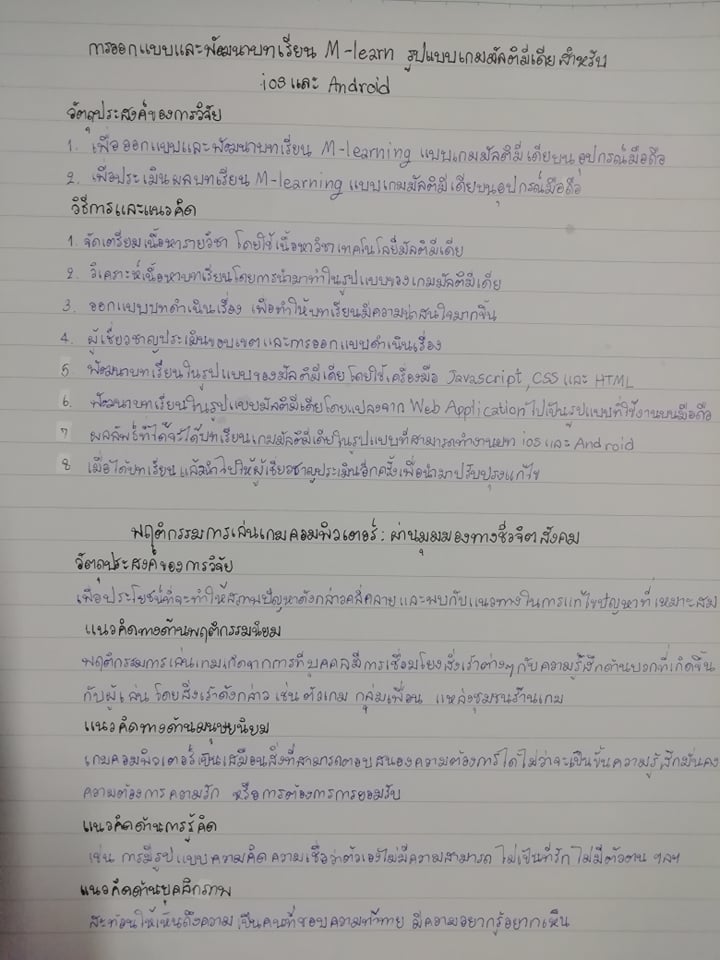 การออกแบบและพัฒนาบทเรียน M-learn รูปแบบเกมมัลติมีเดียสำหรับ
ios และ Android
วัตถุประสงค์ของการวิจัย
1. เพื่อออกแบบและพัฒนาบทเรียน M-learning แบบเกมมัลติมีเดียบนอุปกรณ์มือถือ
2. เพื่อประเมินผลบทเรียน M-learning แบบเกมมัลติมีเดียบนอุปกรณ์มือถือ
วิธีการและแนวคิด
1. จัดเตรียมเนื้อหารายวิชา โดยใช้เนื้อหาวิชาเทคโนโลยีมัลติมีเดีย
2. วิเคราะห์เนื้อหาบทเรียนโดยการนำมาทำในรูปแบบของเกมมัลติมีเดีย
3. ออกแบบบทดำเนินเรื่อง เพื่อทำให้บทเรียนมีความน่าสนใจมากขึ้น
4. ผู้เชี่ยวชาญประเมินขอบเขตและการออกแบบดำเนินเรื่อง
5 พัฒนาบทเรียนในรูปแบบของมัลติมีเดีย โดยใช้เครื่องมือ Javascript, CSS และ HTML
6. พัฒนาบทเรียนในรูปแบบมัลติมีเดียโดยแปลงจาก Web Application ไปเป็นรูปแบบที่ใช้งานบนมือถือ
7 ผลลัพธ์ที่ได้จะได้บทเรียนเกมมัลติมีเดียในรูปแบบที่สามารถทำงานบน ios และ Android
8 เมื่อได้บทเรียนแล้วนำไปให้ผู้เชี่ยวชาญประเมินอีกครั้งเพื่อนำมาปรับปรุงแก้ไข
พฤติกรรมการเล่นเกมคอมพิวเตอร์: ผ่านมุมมองทางชีวจิตสังคม
วัตถุประสงค์ของการวิจัย
เพื่อประโยชน์ที่จะทำให้สภาพปัญหาดังกล่าวคลี่คลาย และพบกับแนวทางในการแก้ไขปัญหาที่เหมาะสม
แนวคิดทางด้านพฤติกรรมนิยม
พฤติกรรมการเล่นเกมเกิดจากการที่บุคคลมีการเชื่อมโยงสิ่งเร้าต่างๆกับความรู้สึกด้านบวกที่เกิดขึ้น
กับผู้เล่น โดยสิ่งเร้าดังกล่าว เช่น ตัวเกม กลุ่มเพื่อน แหล่งชุมชนร้านเกม
แนวคิดทางด้านมนุษยนิยม
เกมคอมพิวเตอร์เป็นเสมือนสิ่งที่สามารถตอบสนองความต้องการได้ ไม่ว่าจะเป็นขั้นความรู้สึกมั่นคง
ความต้องการความรัก หรือการต้องการการยอมรับ
แนวคิดด้านการรู้คิด
เช่น การมีรูปแบบความคิด ความเชื่อว่าตัวเองไม่มีความสามารถ ไม่เป็นที่รัก ไม่มีตัวตน ฯลฯ
แนวคิดด้านบุคลิกภาพ
สะท้อนให้เห็นถึงความเป็นคนที่ชอบความท้าทาย มีความอยากรู้อยากเห็น